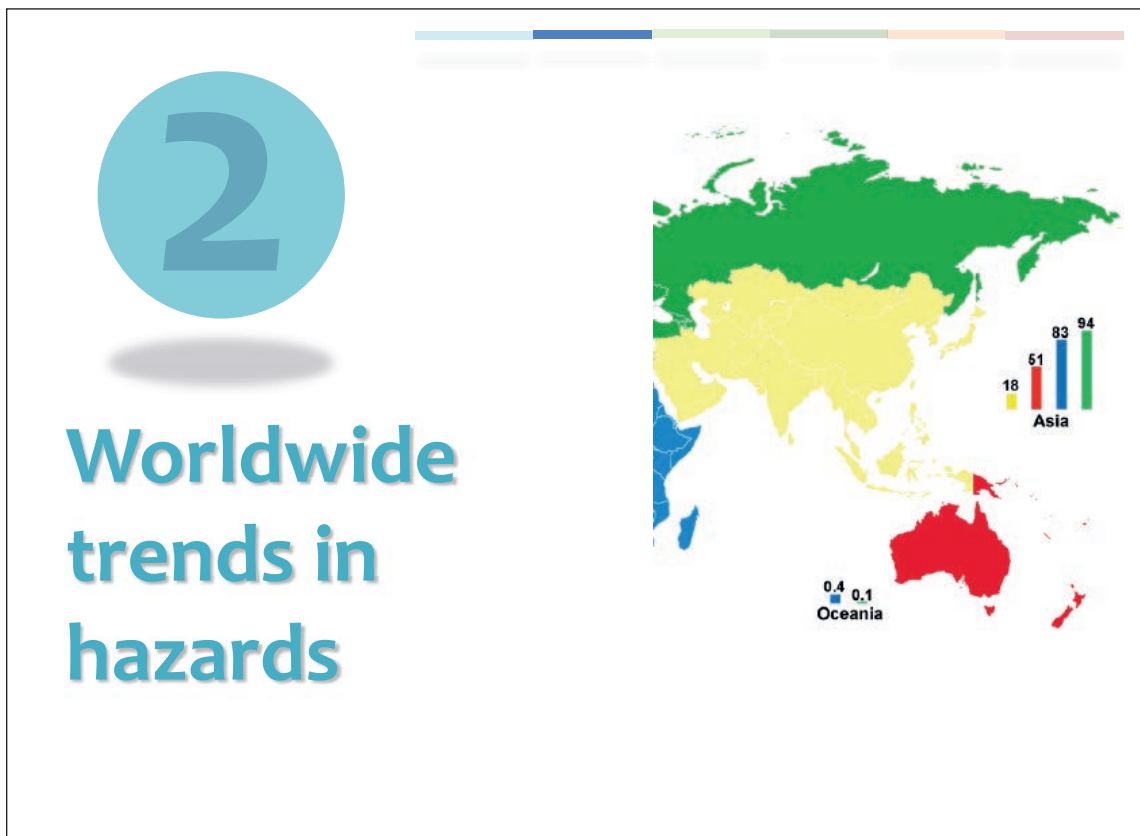 2
Worldwide
trends in
hazards
18 51 83 94
Asia
0.4 0.1
Oceania